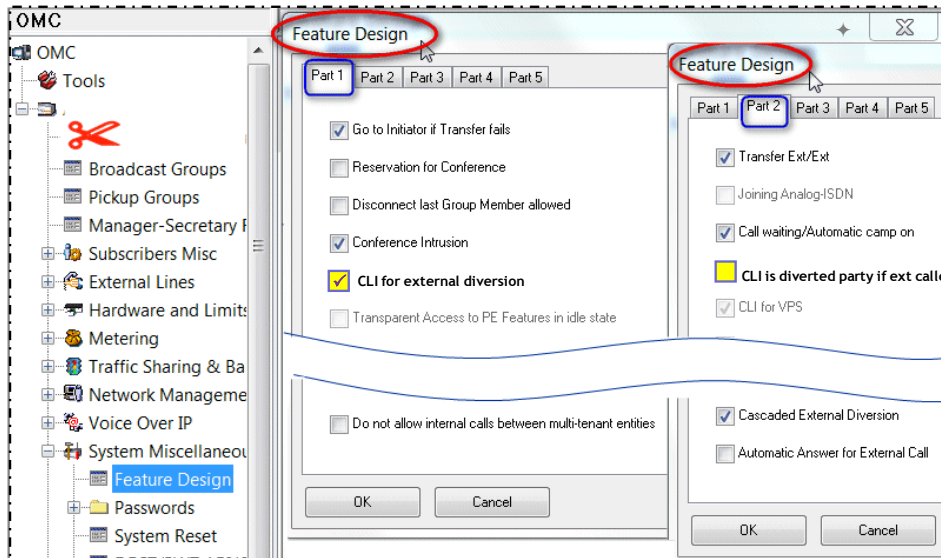 OMC
OMC
Tools
Broadcast Groups
Pickup Groups
Manager-Secretary
Subscribers Misc
External Lines
Hardware and Limits
Metering
Traffic Sharing & Ba
Network Manageme
Voice Over IP
System Miscellaneou
Feature Design
Passwords
System Reset
Feature Design
Part 1 Part 2 Part 3 Part 4 Part 5
Go to Initiator if Transfer fails
Reservation for Conference
Disconnect last Group Member allowed
Conference Intrusion
CLI for external diversion
Transparent Access to PE Features in idle state
Do not allow internal calls between multi-tenant entities
OK Cancel
Feature Design
Part 1 Part 2 Part 3 Part 4 Part 5
Transfer Ext/Ext
Joining Analog-ISDN
Call waiting/Automatic camp on
CLI is diverted party if ext calle
CLI for VPS
Cascaded External Diversion
Automatic Answer for External Call
OK Cancel